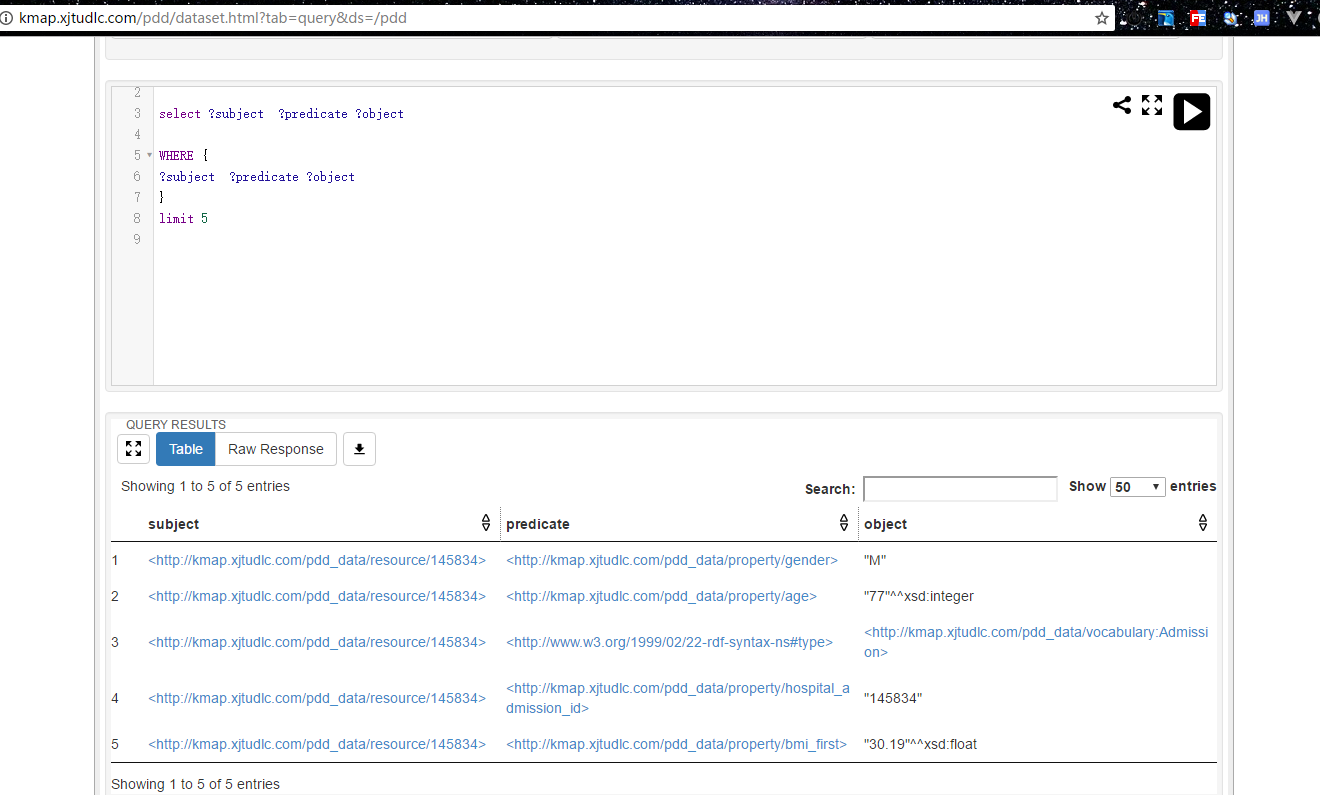 kmap.xjtudlc.com/pdd/dataset.html?tab=query&ds=/pdd
FE
JH
2
3 select ?subject  ?predicate ?object
4
5 WHERE {
6 ?subject  ?predicate ?object
7 }
8 limit 5
9
QUERY RESULTS
Table Raw Response
Showing 1 to 5 of 5 entries
Search: Show 50 entries
subject predicate object
1 <http://kmap.xjtudlc.com/pdd_data/resource/145834> <http://kmap.xjtudlc.com/pdd_data/property/gender> "M"
2 <http://kmap.xjtudlc.com/pdd_data/resource/145834> <http://kmap.xjtudlc.com/pdd_data/property/age> "77"^^xsd:integer
3 <http://kmap.xjtudlc.com/pdd_data/resource/145834> <http://www.w3.org/1999/02/22-rdf-syntax-ns#type> <http://kmap.xjtudlc.com/pdd_data/vocabulary:Admissi
on>
4 <http://kmap.xjtudlc.com/pdd_data/resource/145834> <http://kmap.xjtudlc.com/pdd_data/property/hospital_a
dmission_id> "145834"
5 <http://kmap.xjtudlc.com/pdd_data/resource/145834> <http://kmap.xjtudlc.com/pdd_data/property/bmi_first> "30.19"^^xsd:float
Showing 1 to 5 of 5 entries